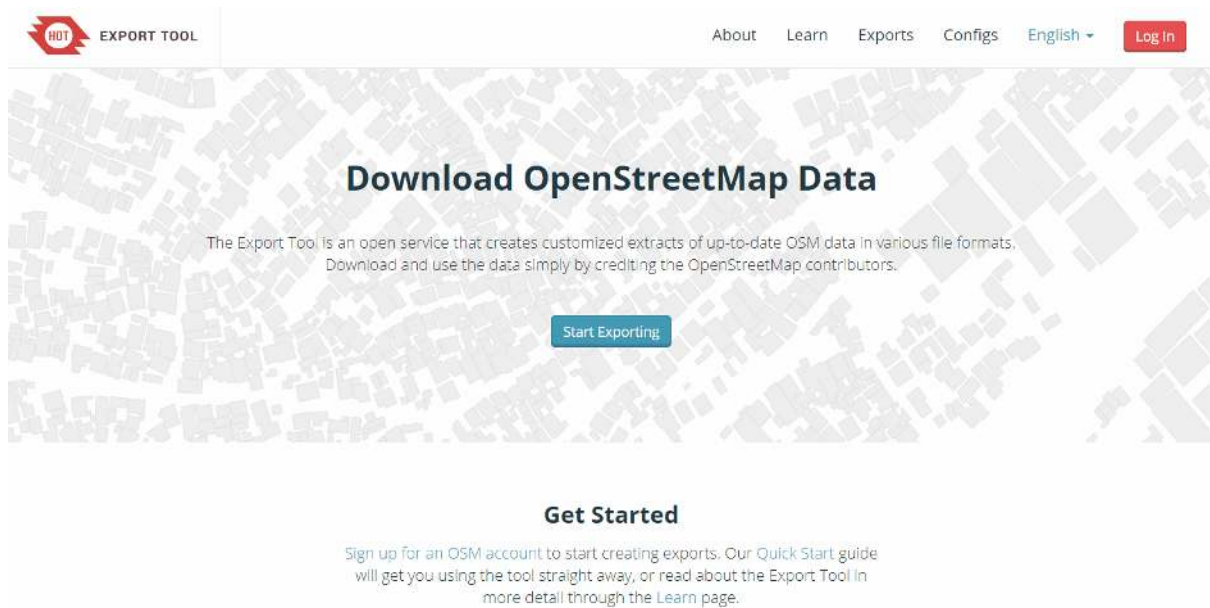 HOT EXPORT TOOL
About Learn Exports Configs English Log In
Download OpenStreetMap Data
The Export Tool is an open service that creates customized extracts of up-to-date OSM data in various file formats.
Download and use the data simply by crediting the OpenStreetMap contributors.
Start Exporting
Get Started
Sign up for an OSM account to start creating exports. Our Quick Start guide
will get you using the tool straight away, or read about the Export Tool in
more detail through the Learn page.